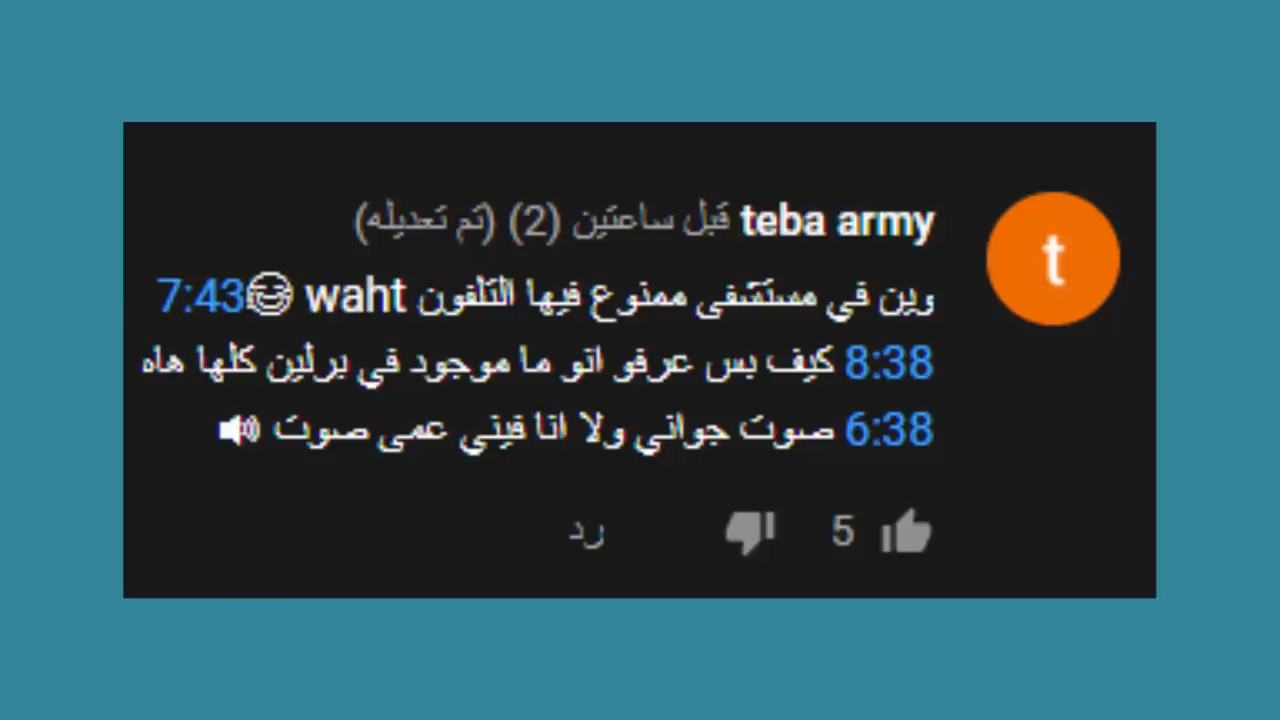 t
teba army قبل ساعتين (2) (تم تعديله)
وين في مستشفى ممنوع فيها التلفون waht 😂7:43
8:38 كيف بس عرفو انو ما موجود في برلين كلها هاه
6:38 صوت جواني ولا انا فيني عمى صوت 🔊
5
رد